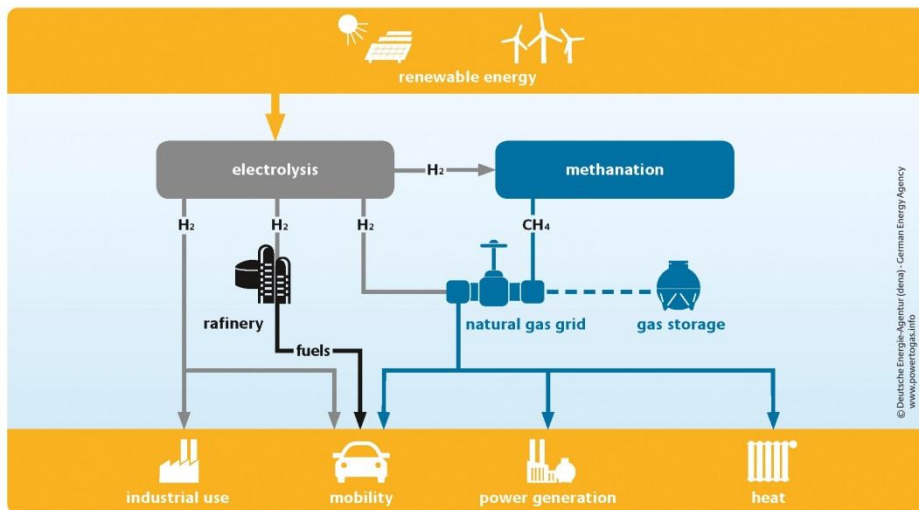 renewable energy
electrolysis
H₂
methanation
H₂
H₂
H₂
CH₄
rafinery
natural gas grid
gas storage
fuels
industrial use
mobility
power generation
heat
© Deutsche Energie-Agentur (dena) - German Energy Agency
www.powertogas.info